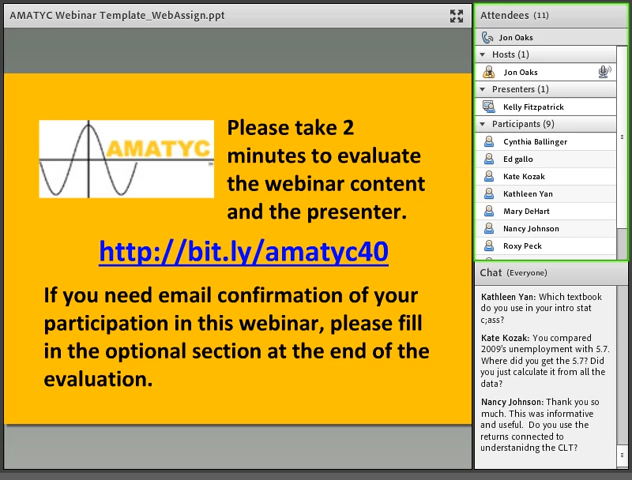 AMATYC Webinar Template_WebAssign.ppt
AMATYC
Please take 2
minutes to evaluate
the webinar content
and the presenter.
http://bit.ly/amatyc40
If you need email confirmation of your
participation in this webinar, please fill
in the optional section at the end of the
evaluation.
Attendees (11)
Jon Oaks
Hosts (1)
Jon Oaks
Presenters (1)
Kelly Fitzpatrick
Participants (9)
Cynthia Ballinger
Ed gallo
Kate Kozak
Kathleen Yan
Mary DeHart
Nancy Johnson
Roxy Peck
Chat (Everyone)
Kathleen Yan: Which textbook
do you use in your intro stat
c;ass?
Kate Kozak: You compared
2009's unemployment with 5.7.
Where did you get the 5.7? Did
you just calculate it from all the
data?
Nancy Johnson: Thank you so
much. This was informative
and useful. Do you use the
returns connected to
understanidng the CLT?